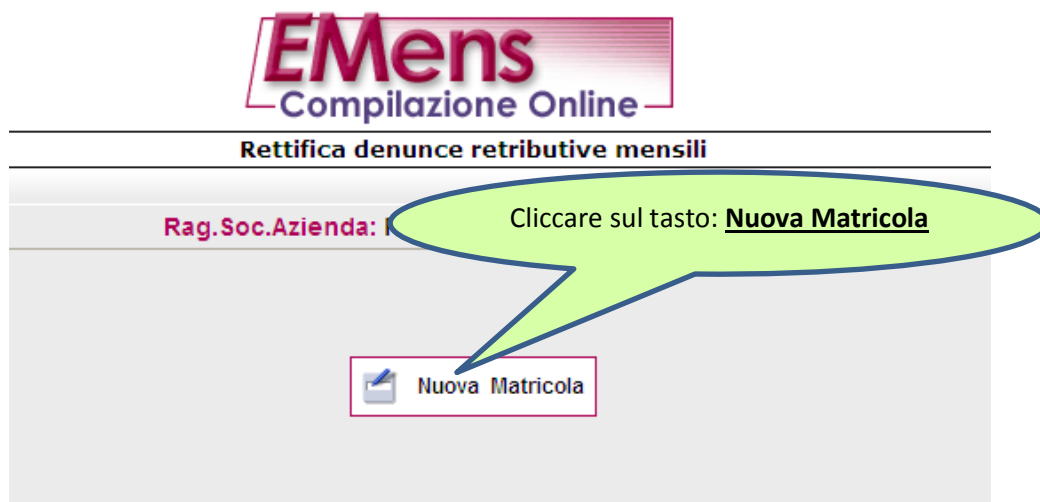 EMens
Compilazione Online
Rettifica denunce retributive mensili
Rag.Soc.Azienda:
Cliccare sul tasto: Nuova Matricola
Nuova Matricola